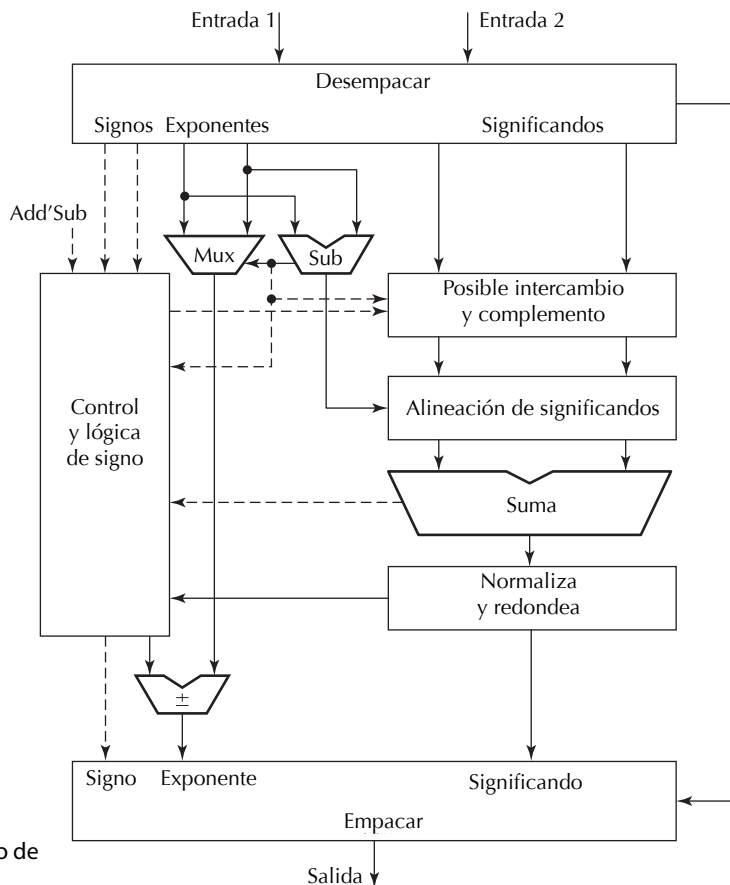 Entrada 1
Entrada 2
Desempacar
Signos
Exponentes
Significandos
Add'Sub
Mux
Sub
Posible intercambio
y complemento
Control
y lógica
de signo
Alineación de significandos
Suma
Normaliza
y redondea
±
Signo
Exponente
Significando
Empacar
o de
Salida